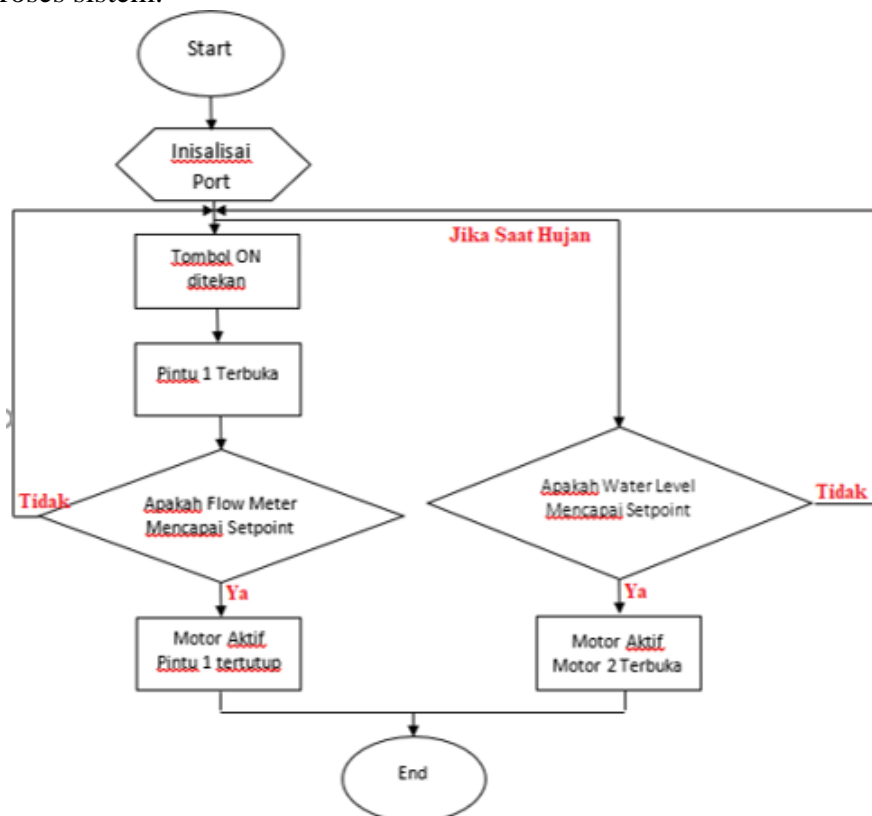 roses sistem.
Start
Inisalisai
Port
Jika Saat Hujan
Tombol ON
ditekan
Pintu 1 Terbuka
Tidak
Apakah Flow Meter
Mencapai Setpoint
Apakah Water Level
Mencapai Setpoint
Tidak
Ya
Ya
Motor Aktif
Pintu 1 tertutup
Motor Aktif
Motor 2 Terbuka
End